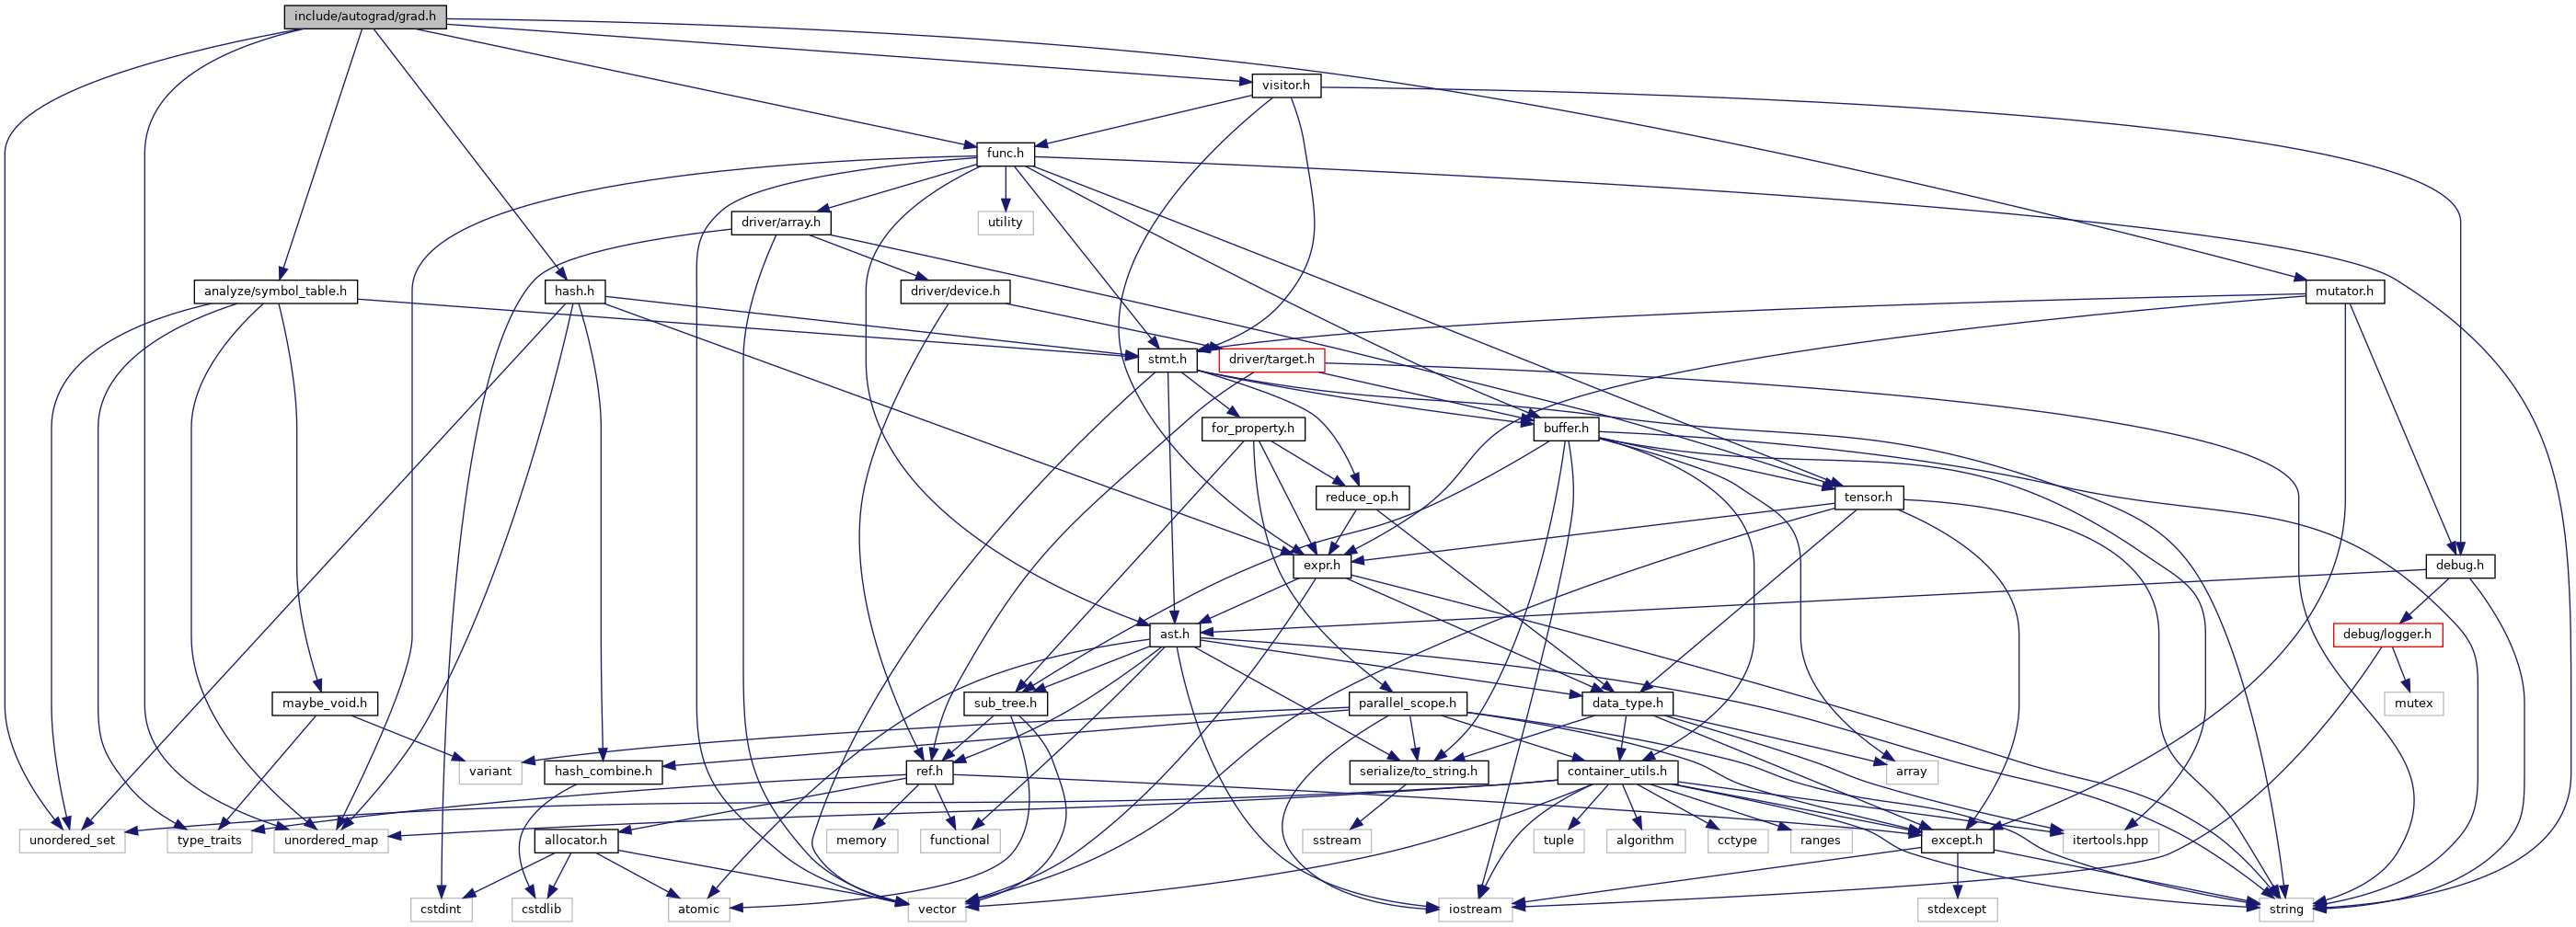 include/autograd/grad.h
visitor.h
func.h
driver/array.h
utility
analyze/symbol_table.h
hash.h
driver/device.h
mutator.h
stmt.h
driver/target.h
for_property.h
buffer.h
reduce_op.h
tensor.h
expr.h
debug.h
ast.h
debug/logger.h
maybe_void.h
sub_tree.h
parallel_scope.h
data_type.h
mutex
variant
hash_combine.h
ref.h
serialize/to_string.h
container_utils.h
array
unordered_set
type_traits
unordered_map
allocator.h
memory
functional
sstream
tuple
algorithm
cctype
ranges
except.h
itertools.hpp
cstdint
cstdlib
atomic
vector
iostream
stdexcept
string